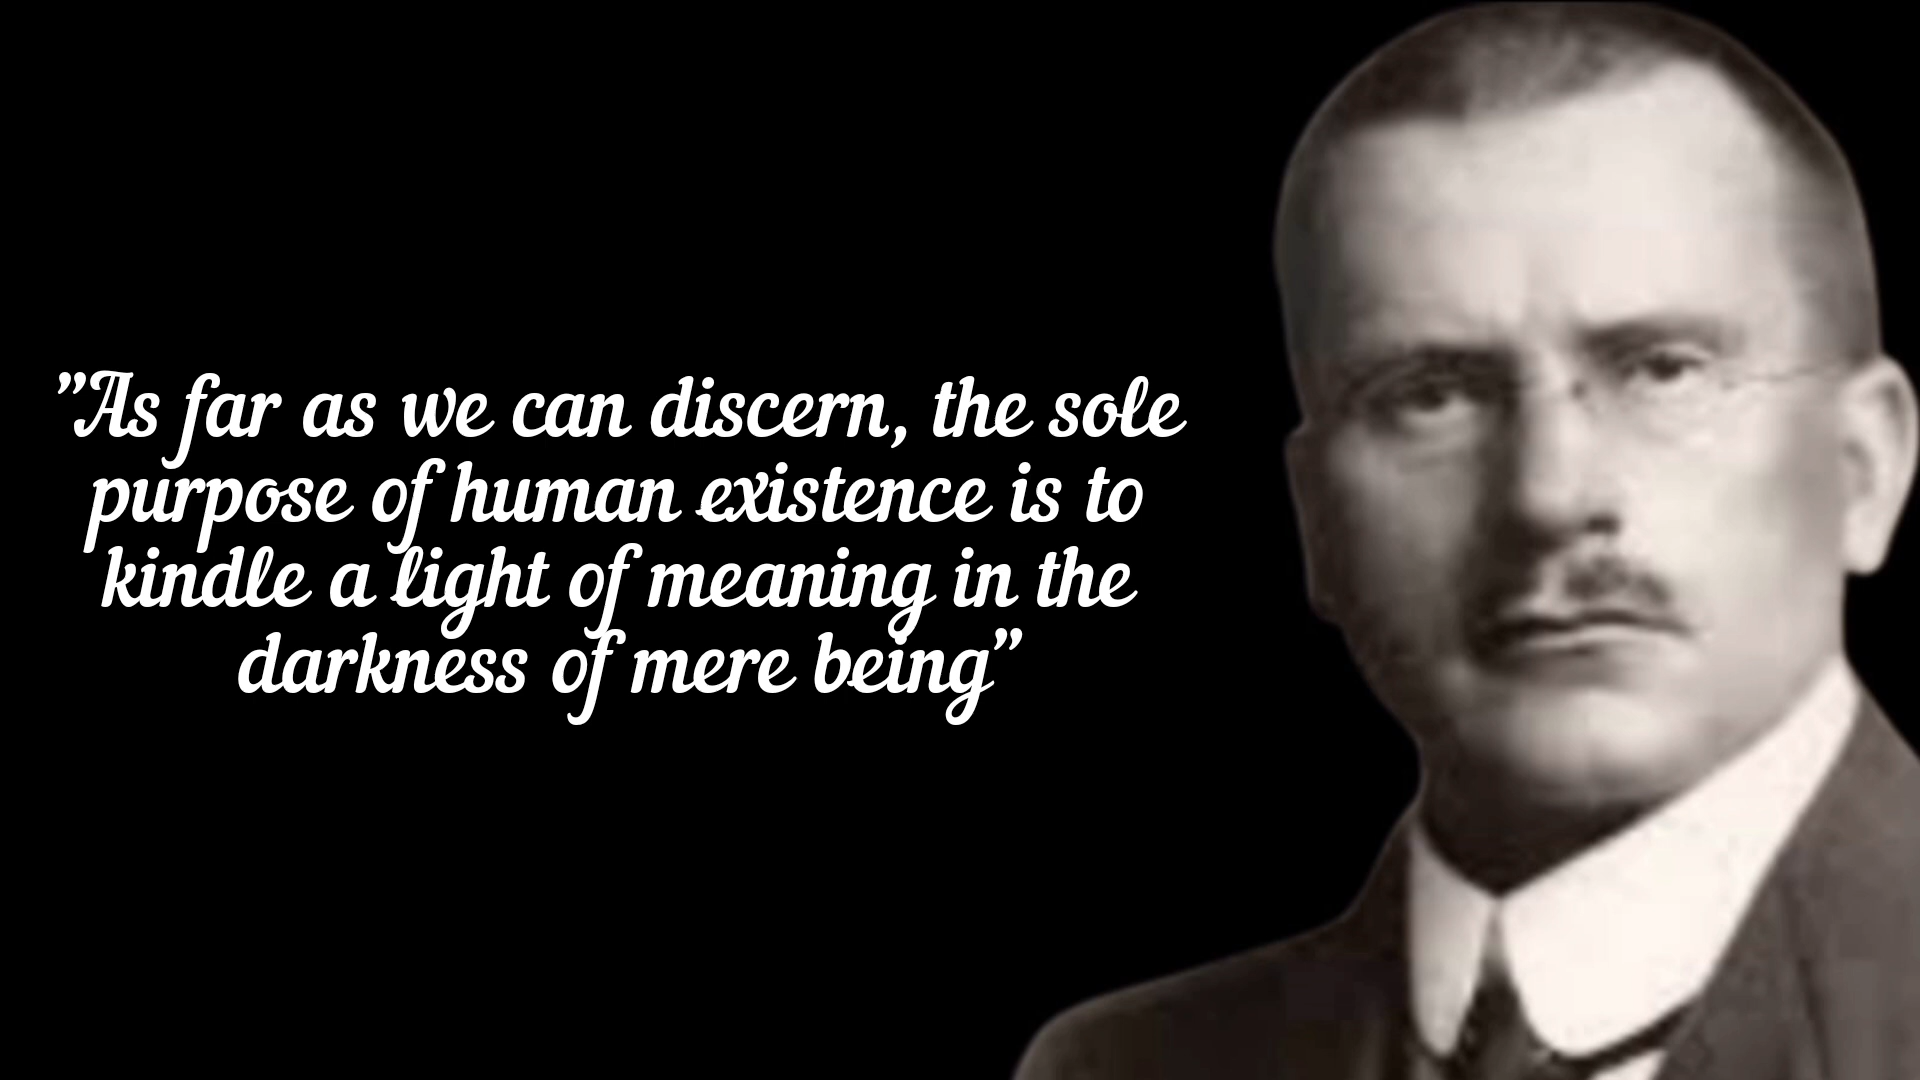 ”As far as we can discern, the sole
purpose of human existence is to
kindle a light of meaning in the
darkness of mere being”